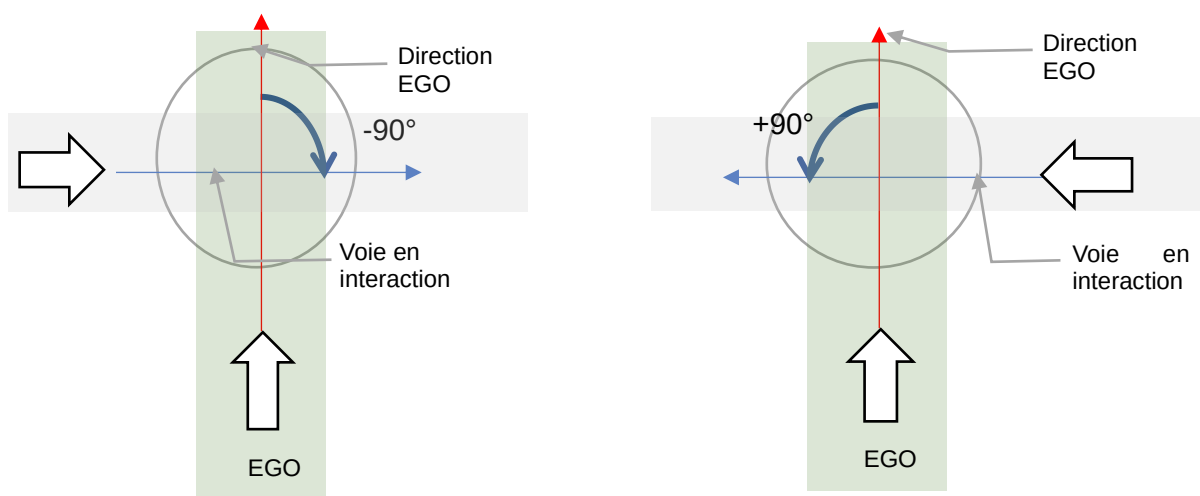 Direction
EGO
-90°
Voie en
interaction
EGO
Direction
EGO
+90°
Voie en
interaction
EGO